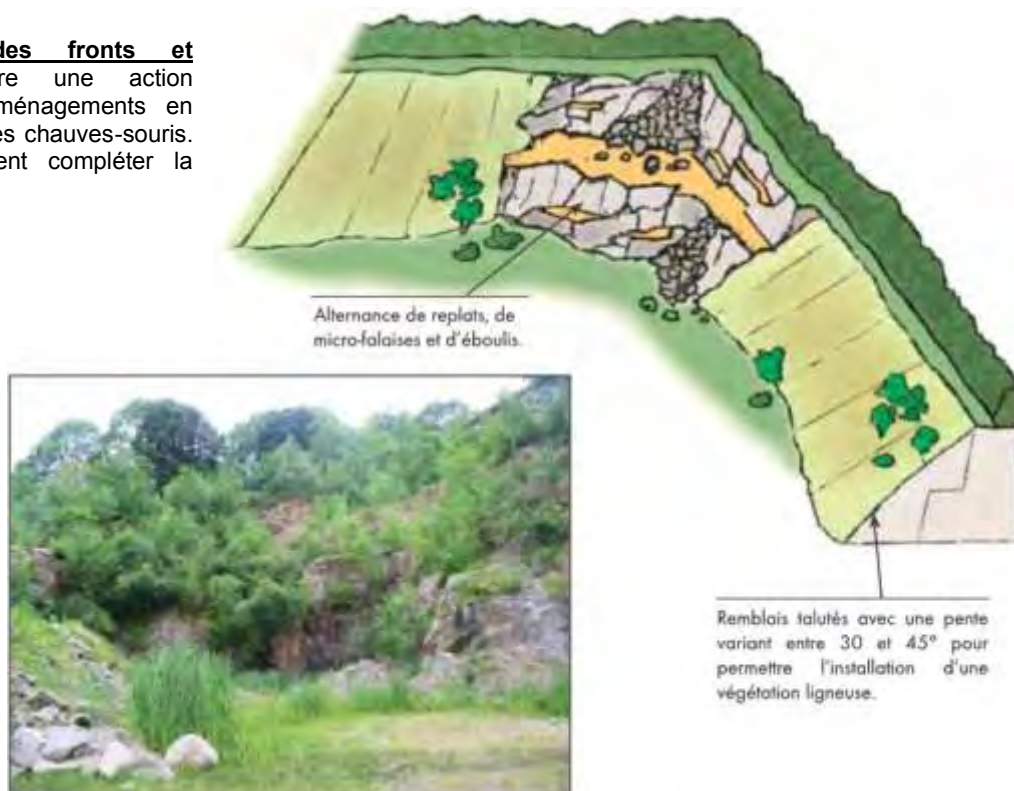 des fronts et
re une action
ménagements en
es chauves-souris.
ent compléter la
Alternance de replats, de
micro-falaises et d'éboulis.
Remblais talutés avec une pente
variant entre 30 et 45° pour
permettre l'installation d'une
végétation ligneuse.